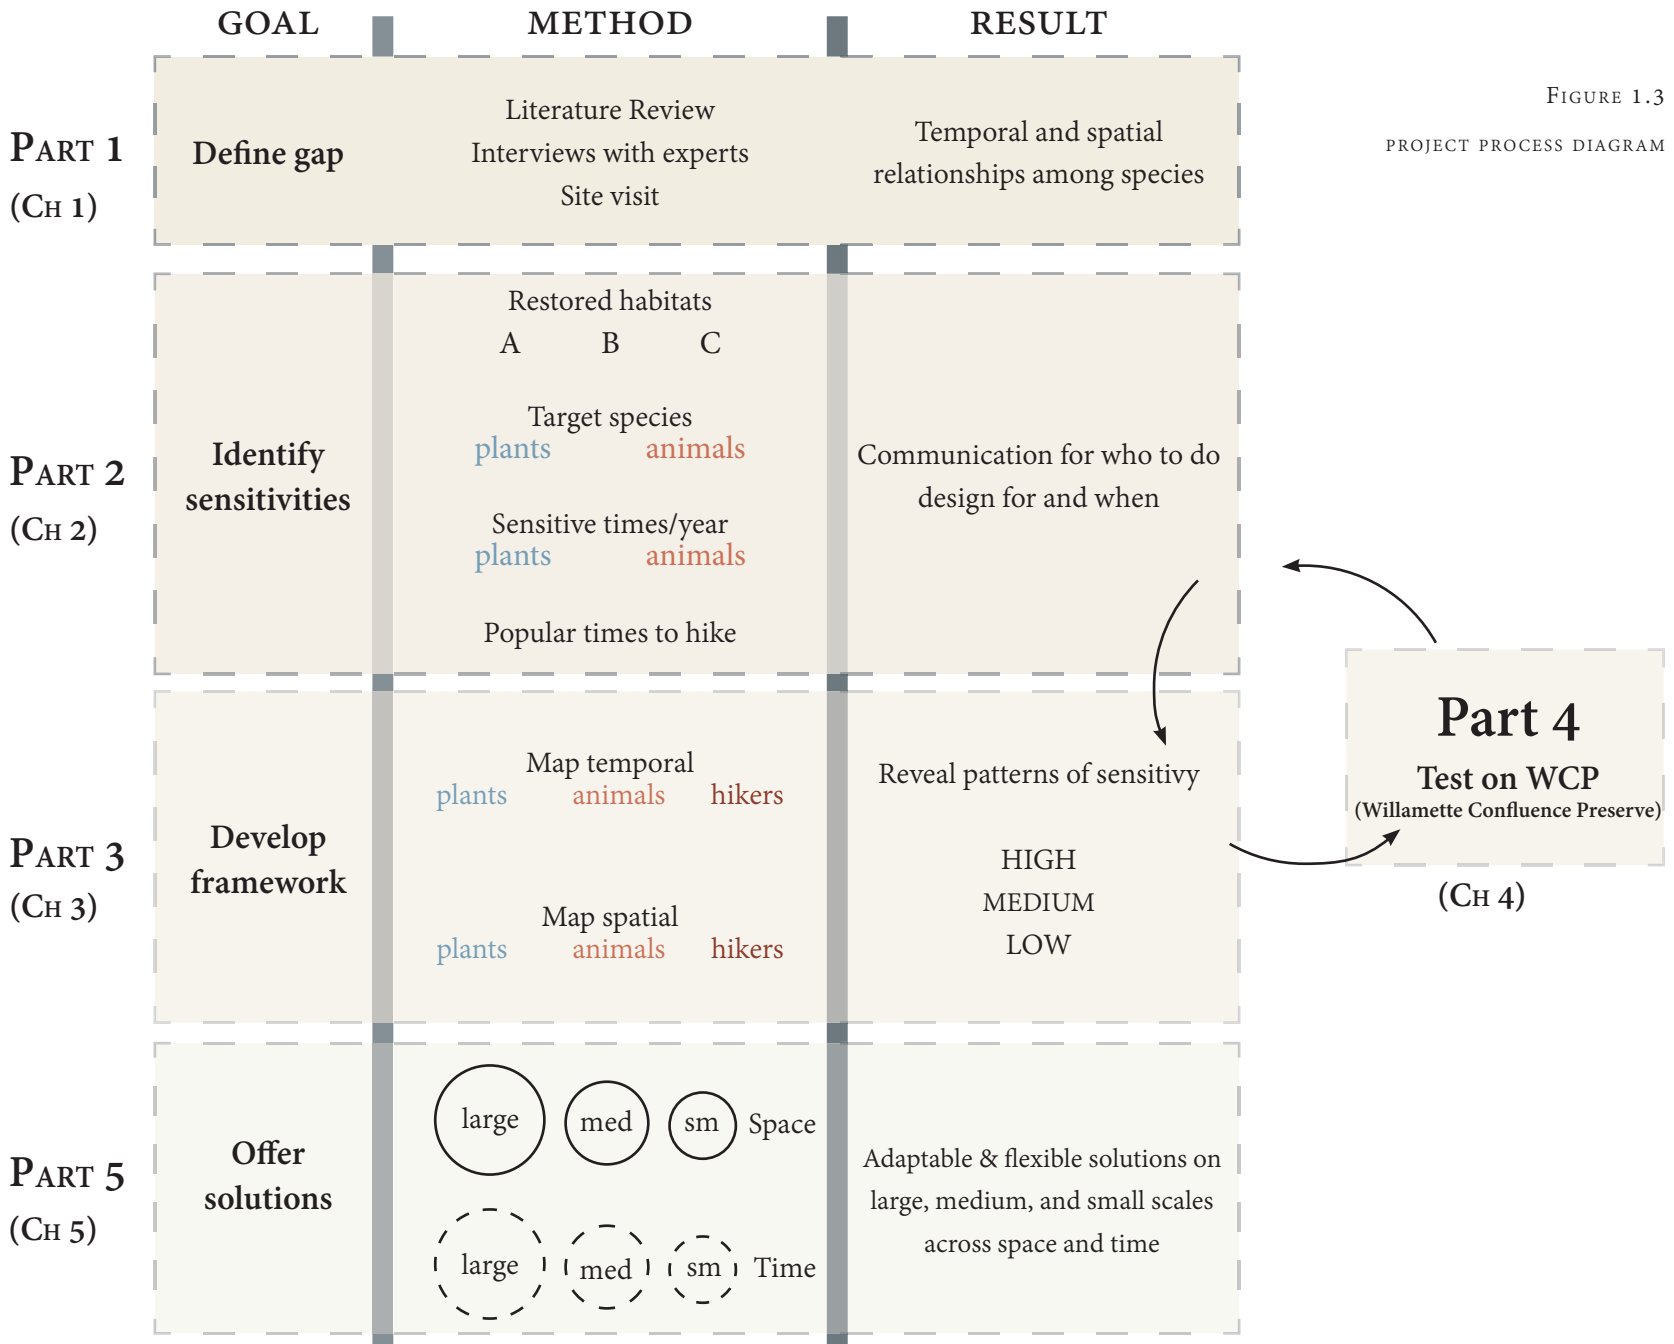 GOAL METHOD RESULT
FIGURE 1.3
PROJECT PROCESS DIAGRAM
PART 1
(CH 1)
Define gap
Literature Review
Interviews with experts
Site visit
Temporal and spatial
relationships among species
PART 2
(CH 2)
Identify
sensitivities
Restored habitats
A B C
Target species
plants animals
Sensitive times/year
plants animals
Popular times to hike
Communication for who to do
design for and when
PART 3
(CH 3)
Develop
framework
Map temporal
plants animals hikers
Map spatial
plants animals hikers
Reveal patterns of sensitivy
HIGH
MEDIUM
LOW
Part 4
Test on WCP
(Willamette Confluence Preserve)
(CH 4)
PART 5
(CH 5)
Offer
solutions
large med sm Space
large med sm Time
Adaptable & flexible solutions on
large, medium, and small scales
across space and time